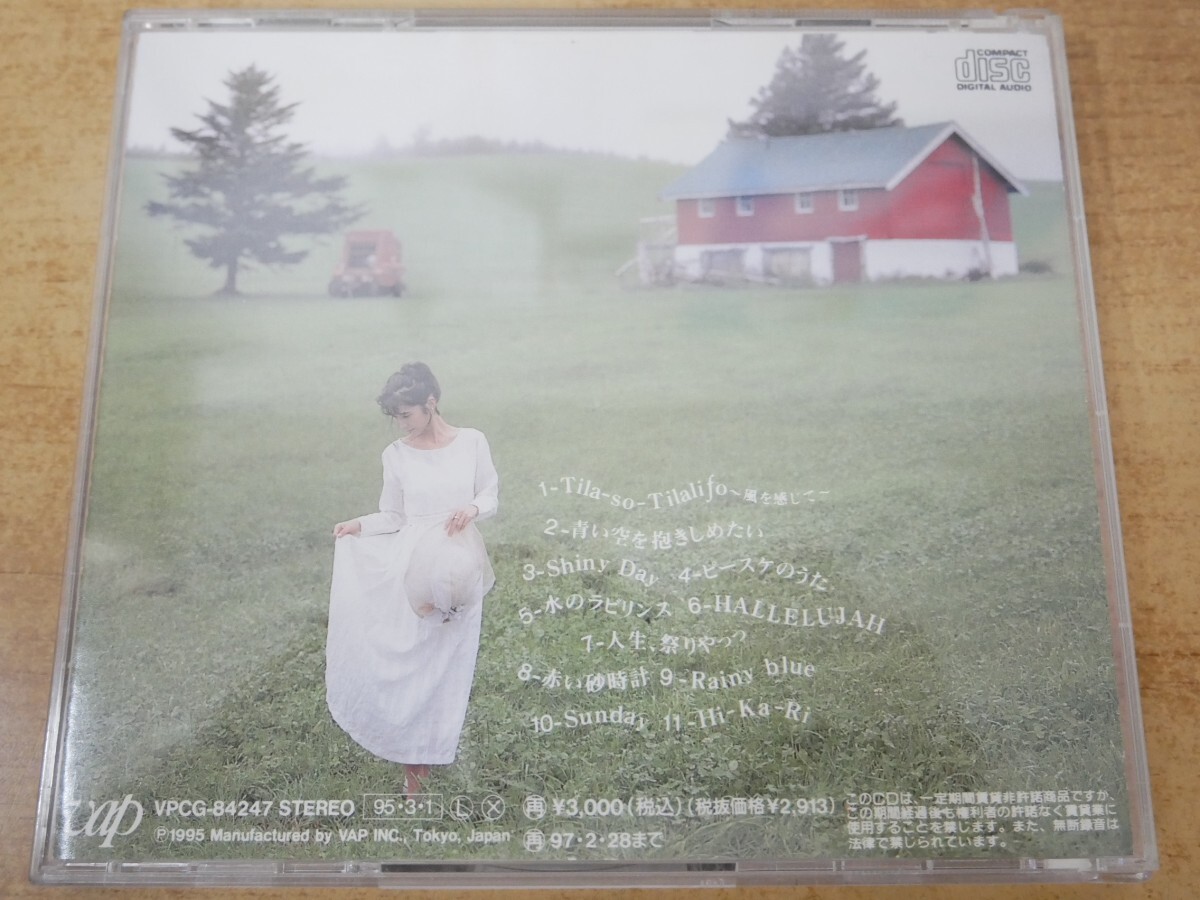 COMPACT
disc
DIGITAL AUDIO
1-Tila-so-Tilalifo～風を感じて～
2-青い空を抱きしめたい
3-Shiny Day 4-ピースケのうた
5-水のラビリンス 6-HALLELUJAH
7-人生、祭りやっ?
8-赤い砂時計 9-Rainy blue
10-Sunday 11-Hi-Ka-Ri
vap VPCG-84247 STEREO 95・3・1 L X 再 ¥3,000(税込)(税抜価格¥2,913)
Ⓟ1995 Manufactured by VAP INC., Tokyo, Japan 再 97・2・28まで
このCDは、一定期間賃貸非許諾商品ですが、
この期間経過後も権利者の許諾なく賃貸業に
使用することを禁じます。また、無断録音は
法律で禁じられています。